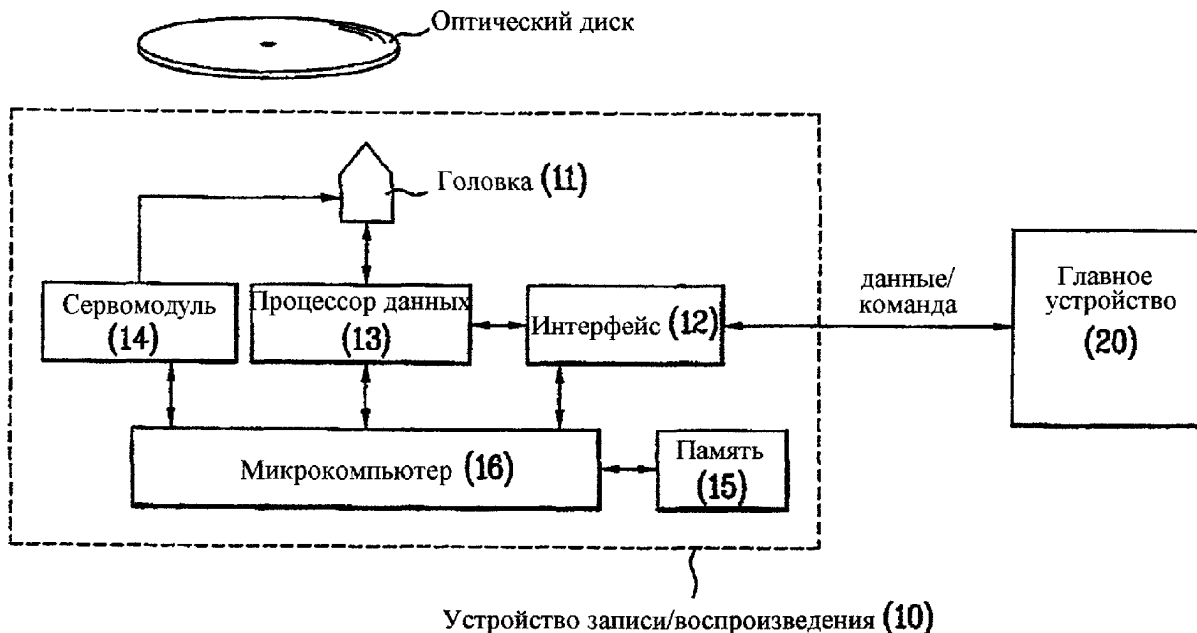 Оптический диск
Головка (11)
Сервомодуль
(14)
Процессор данных
(13)
Интерфейс (12)
данные/
команда
Главное
устройство
(20)
Микрокомпьютер (16)
Память
(15)
Устройство записи/воспроизведения (10)